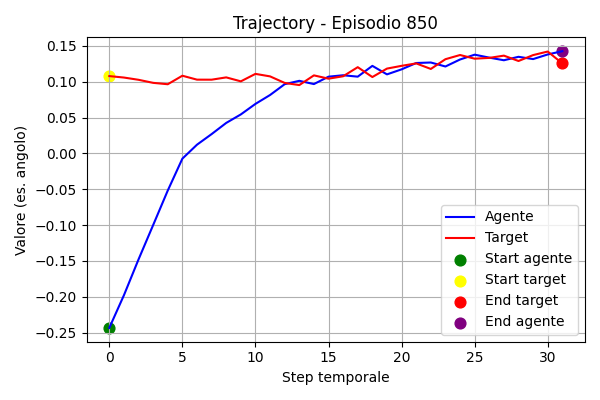 Trajectory - Episodio 850
Valore (es. angolo)
0.15
0.10
0.05
0.00
−0.05
−0.10
−0.15
−0.20
−0.25
0 5 10 15 20 25 30
Step temporale
Agente
Target
Start agente
Start target
End target
End agente